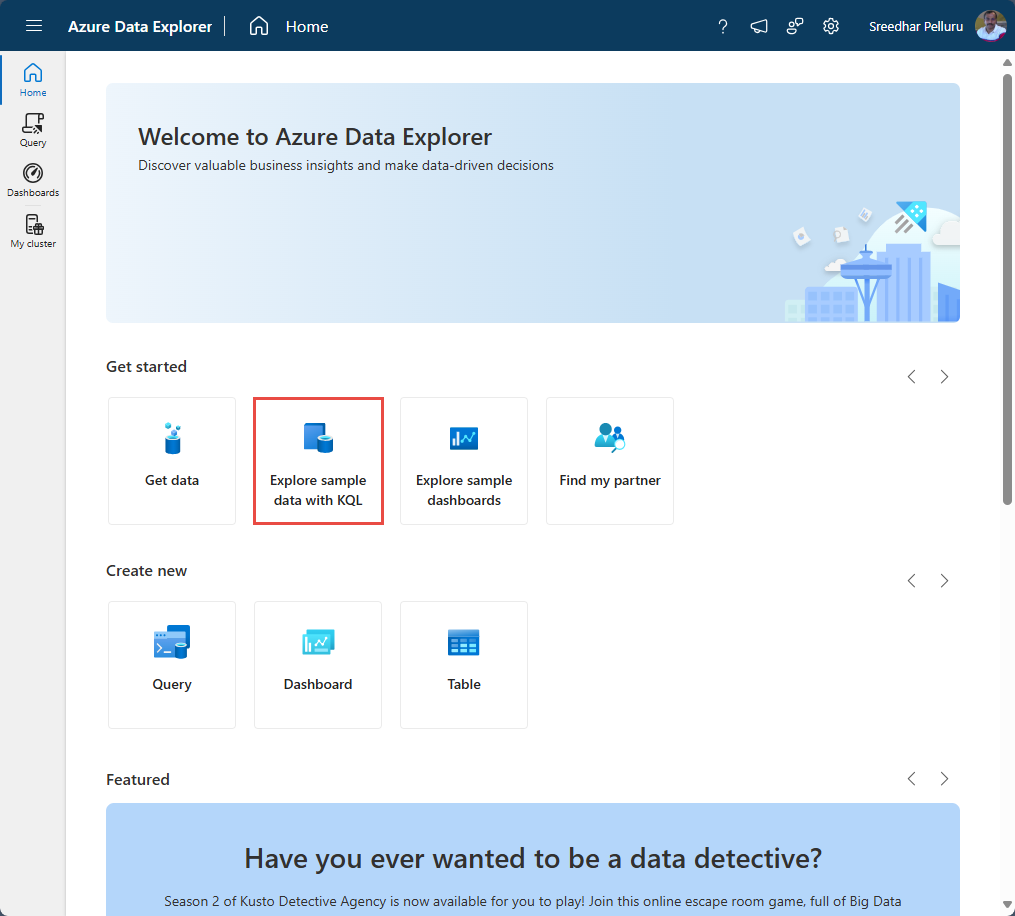 Azure Data Explorer
Home
?
Sreedhar Pelluru
Home
Query
Dashboards
My cluster
Welcome to Azure Data Explorer
Discover valuable business insights and make data-driven decisions
Get started
Get data
Explore sample
data with KQL
Explore sample
dashboards
Find my partner
Create new
Query
Dashboard
Table
Featured
Have you ever wanted to be a data detective?
Season 2 of Kusto Detective Agency is now available for you to play! Join this online escape room game, full of Big Data